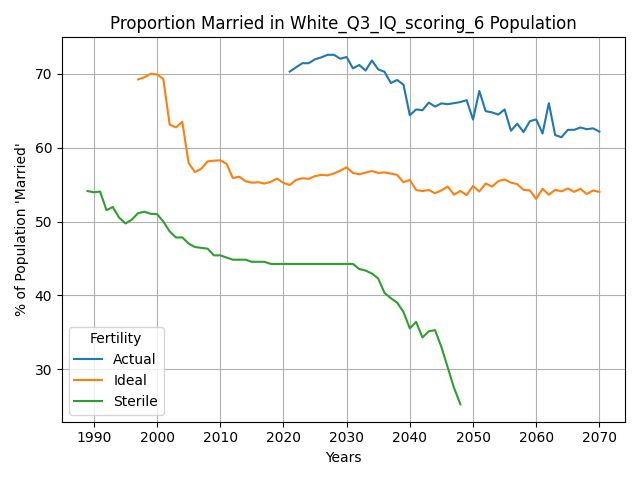 Proportion Married in White_Q3_IQ_scoring_6 Population
% of Population 'Married'
70
60
50
40
30
Fertility
Actual
Ideal
Sterile
1990 2000 2010 2020 2030 2040 2050 2060 2070
Years